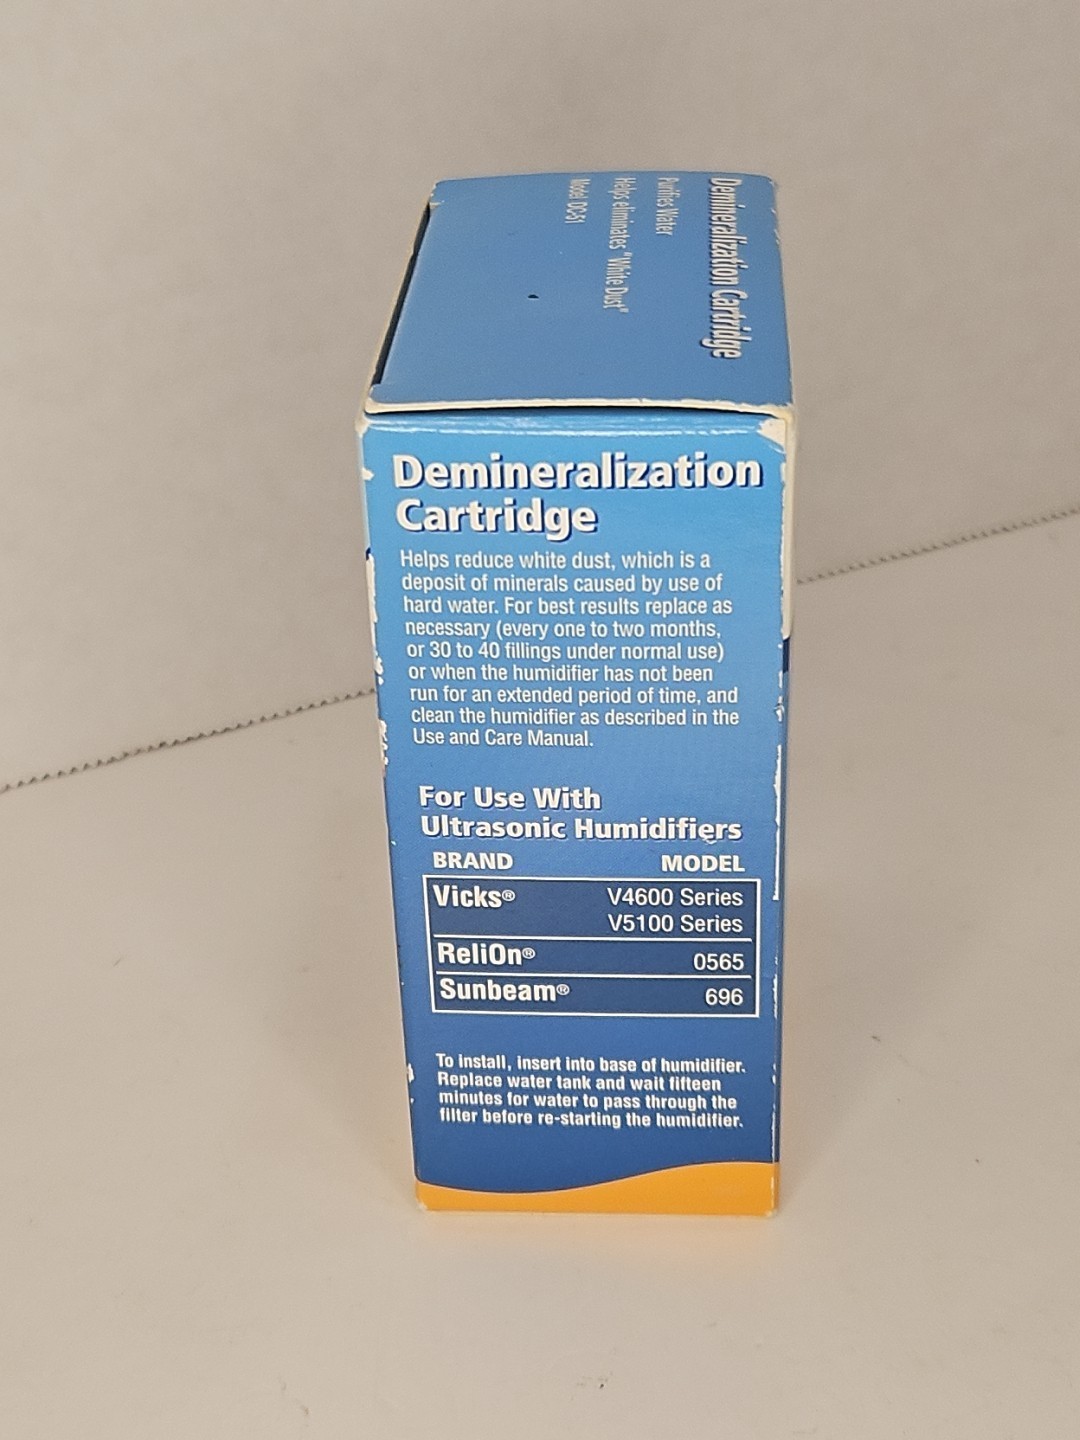 Demineralization Cartridge
Purifies Water
Helps eliminates "White Dust"
Model DC-51
Demineralization
Cartridge
Helps reduce white dust, which is a
deposit of minerals caused by use of
hard water. For best results replace as
necessary (every one to two months,
or 30 to 40 fillings under normal use)
or when the humidifier has not been
run for an extended period of time, and
clean the humidifier as described in the
Use and Care Manual.
For Use With
Ultrasonic Humidifiers
BRAND MODEL
Vicks® V4600 Series
V5100 Series
ReliOn® 0565
Sunbeam® 696
To install, insert into base of humidifier.
Replace water tank and wait fifteen
minutes for water to pass through the
filter before re-starting the humidifier.